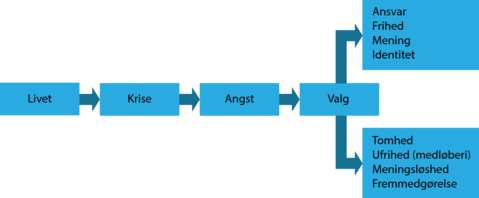 Ansvar
Frihed
Mening
Identitet
Livet
Krise
Angst
Valg
Tomhed
Ufrihed (medløberi)
Meningsløshed
Fremmedgørelse